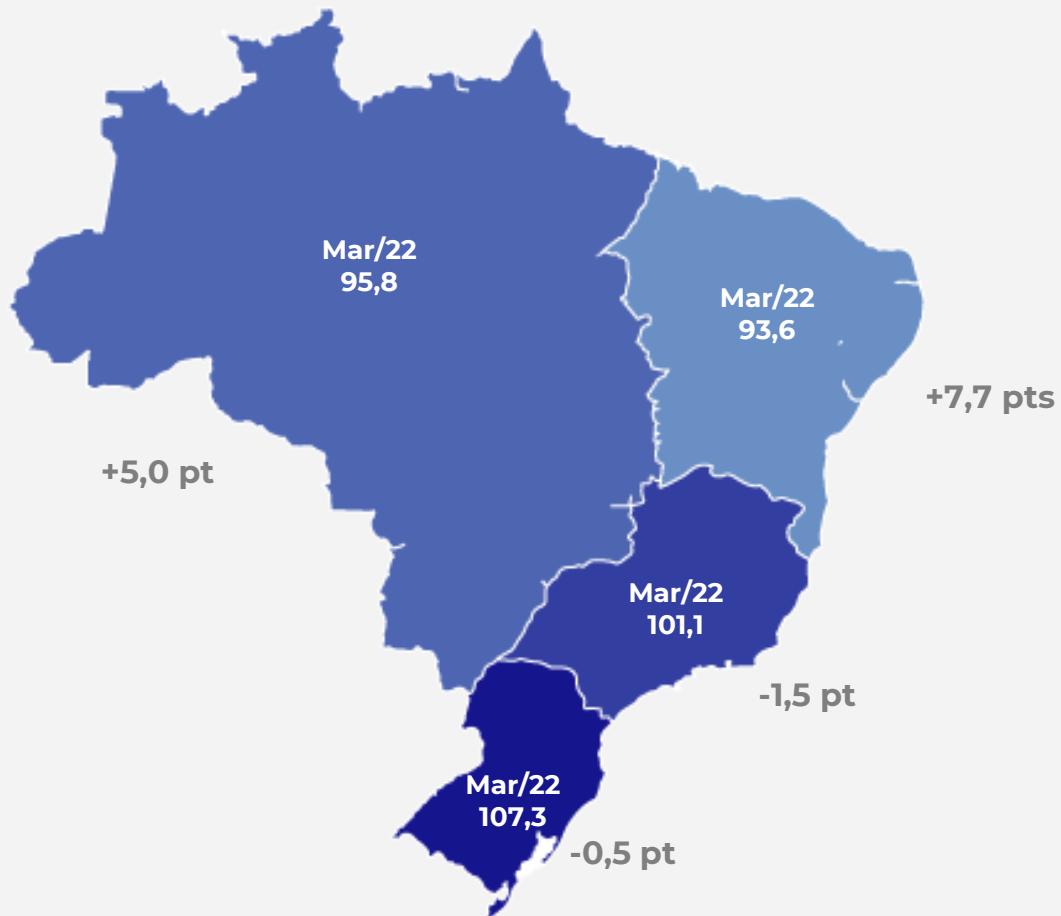 Mar/22
95,8
Mar/22
93,6
+7,7 pts
+5,0 pt
Mar/22
101,1
-1,5 pt
Mar/22
107,3
-0,5 pt